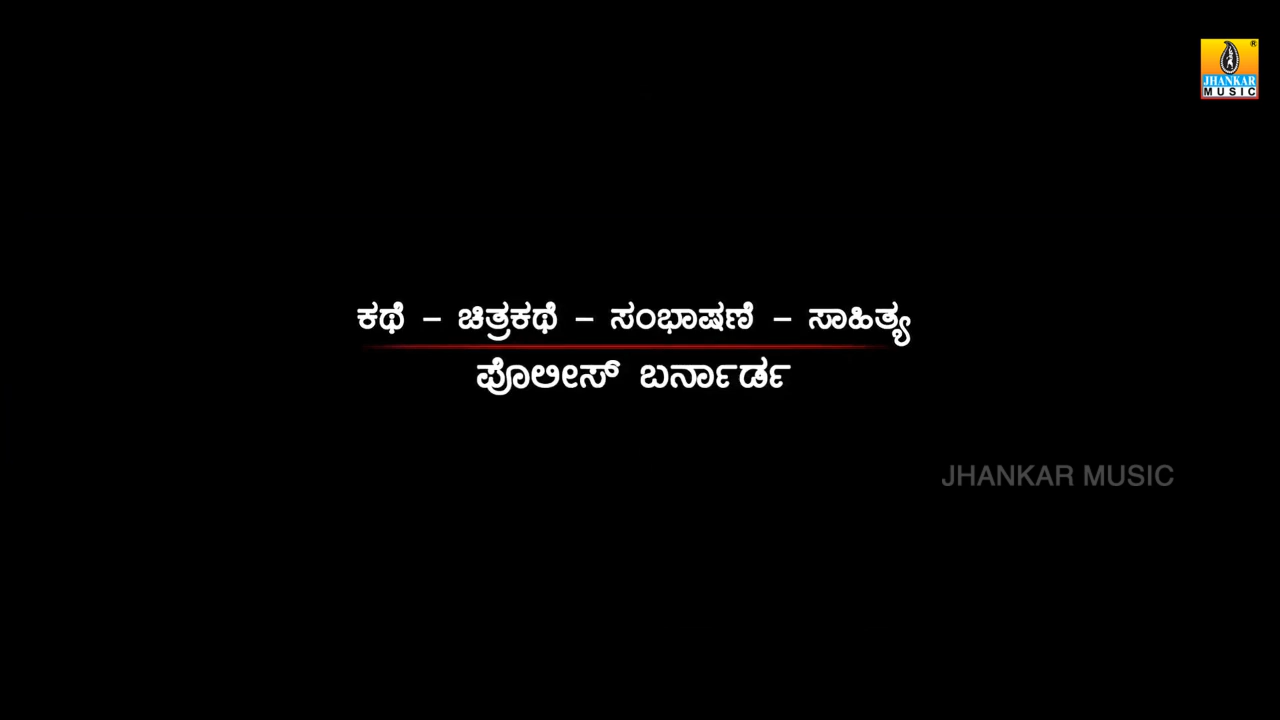 JHANKAR
MUSIC
ಕಥೆ – ಚಿತ್ರಕಥೆ – ಸಂಭಾಷಣೆ – ಸಾಹಿತ್ಯ
ಪೊಲೀಸ್ ಬರ್ನಾರ್ಡ
JHANKAR MUSIC